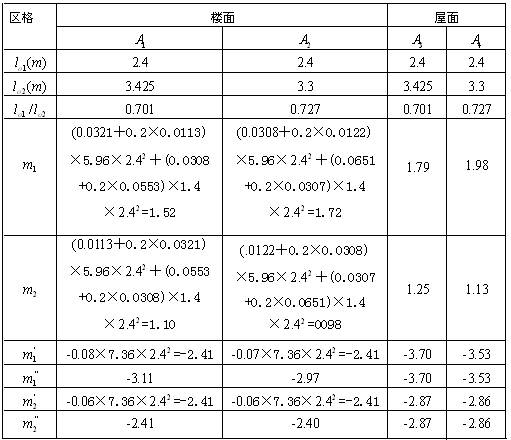 区格 楼面 屋面
A₁ A₂ A₃ A₄
l₀₁(m) 2.4 2.4 2.4 2.4
l₀₂(m) 3.425 3.3 3.425 3.3
l₀₁/l₀₂ 0.701 0.727 0.701 0.727
m₁
(0.0321+0.2×0.0113)
×5.96×2.4²+(0.0308
+0.2×0.0553)×1.4
×2.4²=1.52
(0.0308+0.2×0.0122)
×5.96×2.4²+(0.0651
+0.2×0.0307)×1.4
×2.4²=1.72
1.79 1.98
m₂
(0.0113+0.2×0.0321)
×5.96×2.4²+(0.0553
+0.2×0.0308)×1.4
×2.4²=1.10
(.0122+0.2×0.0308)
×5.96×2.4²+(0.0307
+0.2×0.0651)×1.4
×2.4²=0098
1.25 1.13
m₁' -0.08×7.36×2.4²=-2.41 -0.07×7.36×2.4²=-2.41 -3.70 -3.53
m₁'' -3.11 -2.97 -3.70 -3.53
m₂' -0.06×7.36×2.4²=-2.41 -0.06×7.36×2.4²=-2.41 -2.87 -2.86
m₂'' -2.41 -2.40 -2.87 -2.86